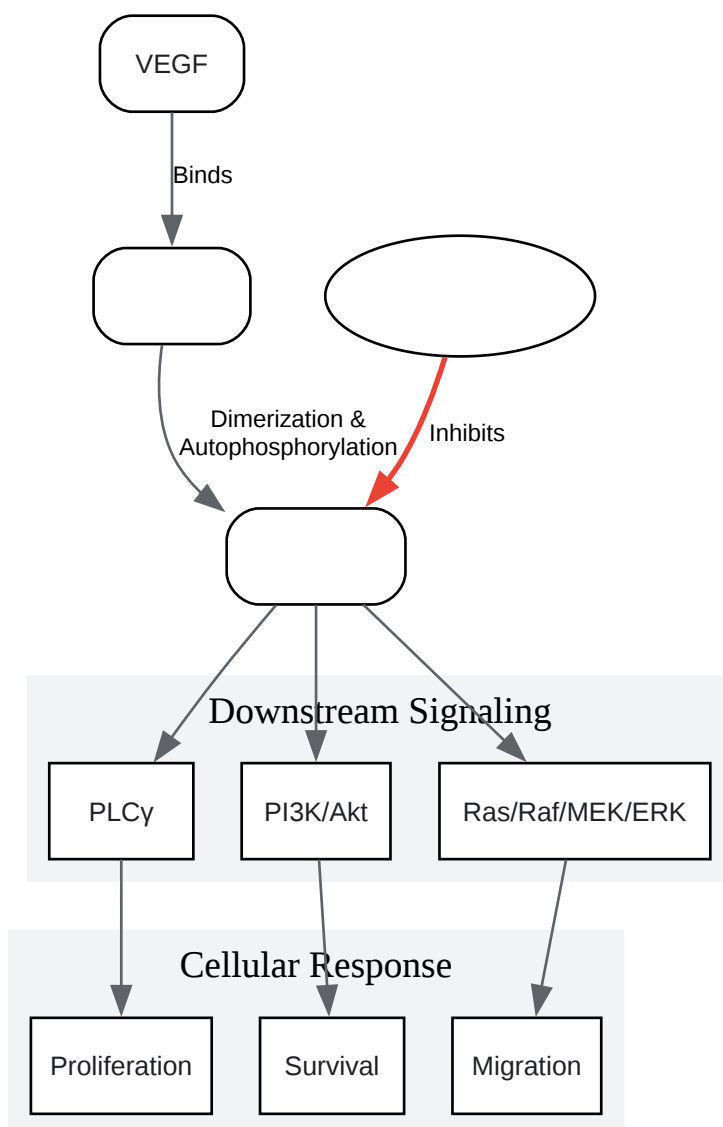 VEGF
Binds
Dimerization &
Autophosphorylation
Inhibits
Downstream Signaling
PLCγ
PI3K/Akt
Ras/Raf/MEK/ERK
Cellular Response
Proliferation
Survival
Migration